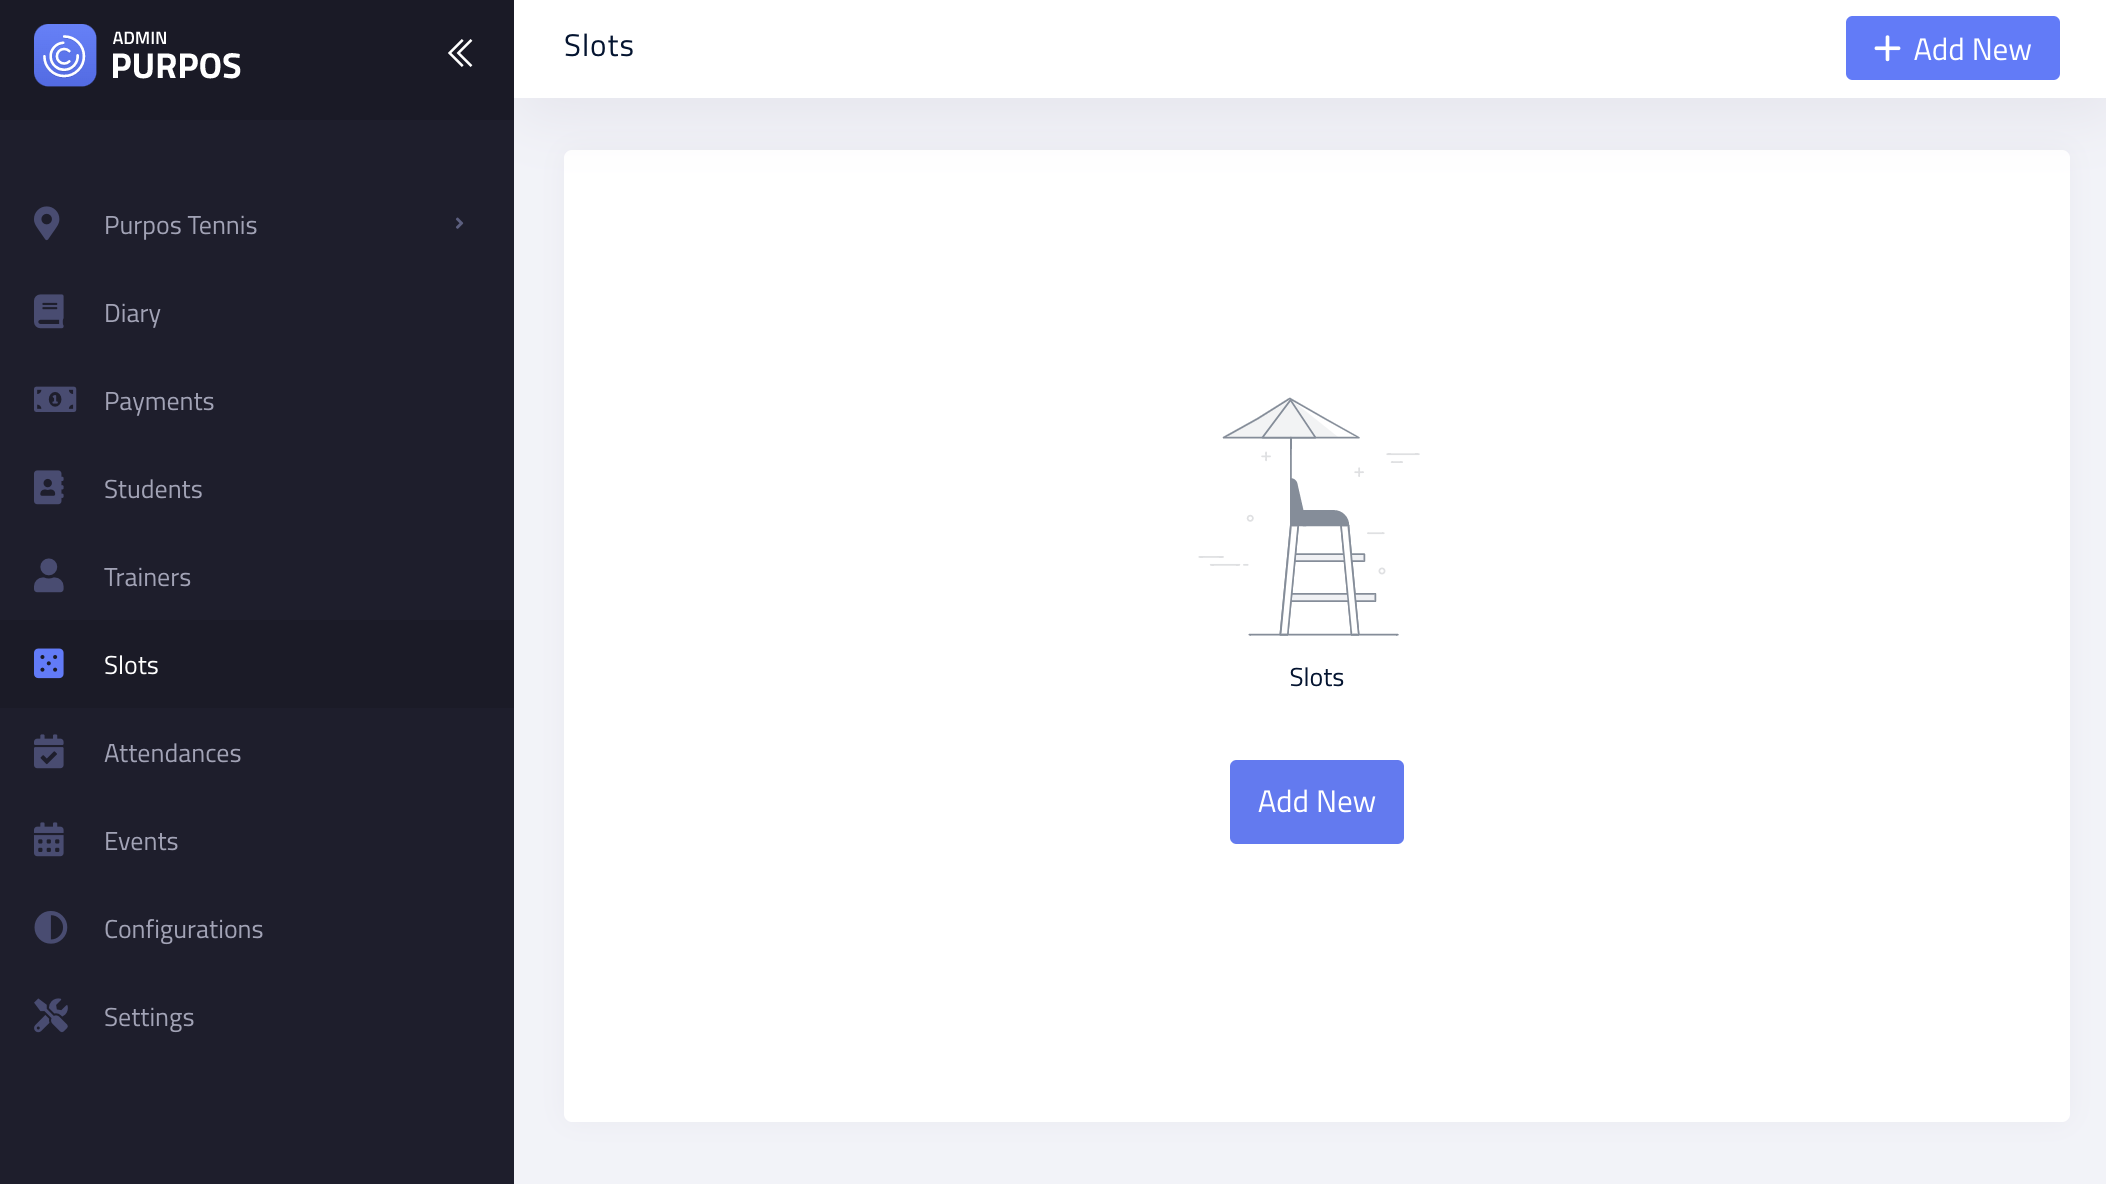 ADMIN
PURPOS
Slots
Add New
Purpos Tennis
Diary
Payments
Students
Trainers
Slots
Attendances
Events
Configurations
Settings
Slots
Add New